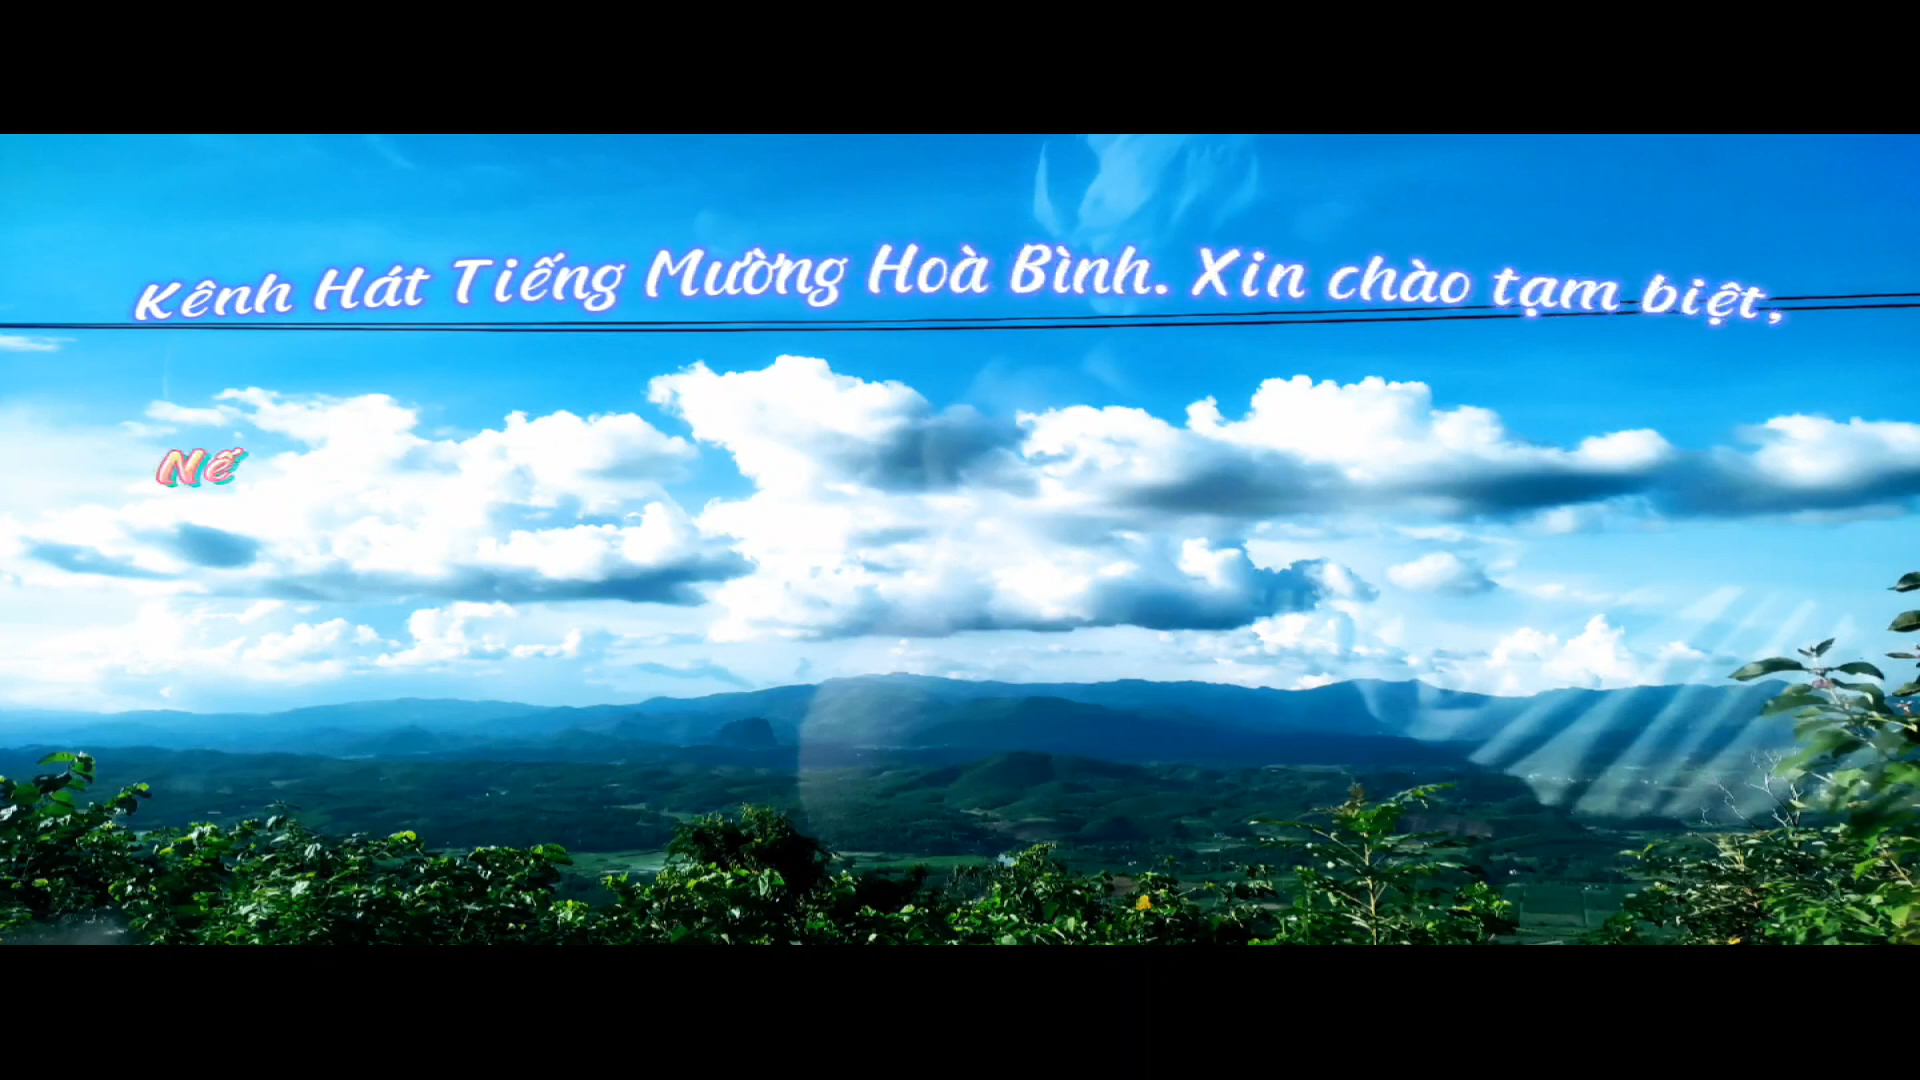 Kênh Hát Tiếng Mường Hoà Bình. Xin chào tạm biệt,
Nế